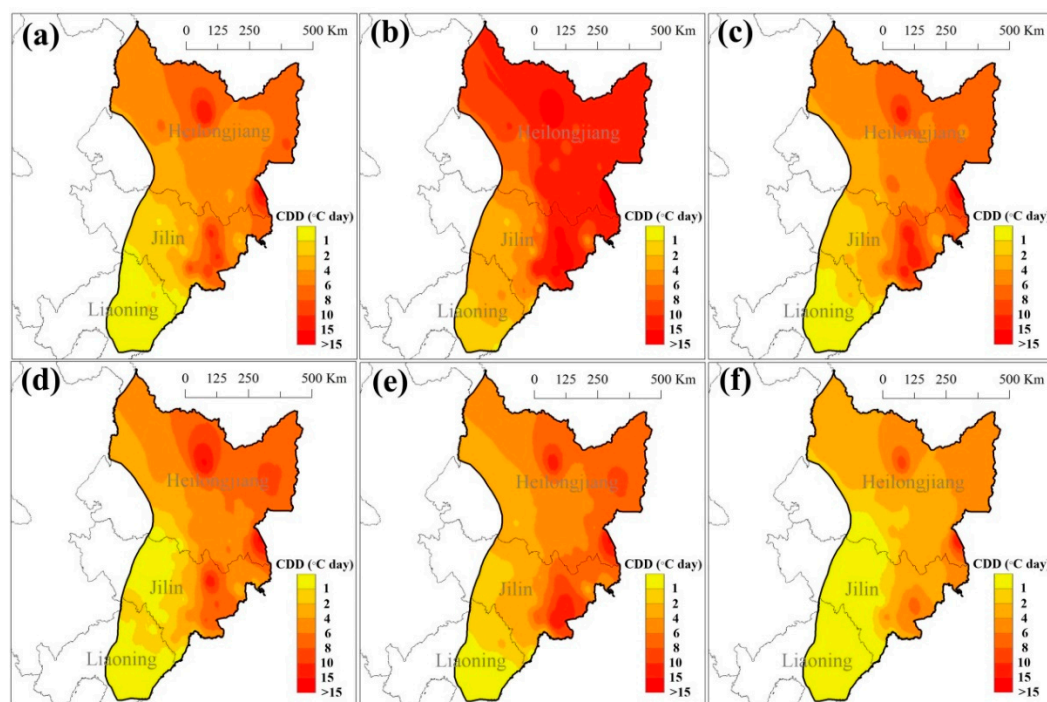 (a)
0 125 250 500 Km
Heilongjiang
CDD (°C day)
Jilin
1
2
4
6
8
10
15
>15
Liaoning
(b)
0 125 250 500 Km
Heilongjiang
CDD (°C day)
Jilin
1
2
4
6
8
10
15
>15
Liaoning
(c)
0 125 250 500 Km
Heilongjiang
CDD (°C day)
Jilin
1
2
4
6
8
10
15
>15
Liaoning
(d)
0 125 250 500 Km
Heilongjiang
CDD (°C day)
Jilin
1
2
4
6
8
10
15
>15
Liaoning
(e)
0 125 250 500 Km
Heilongjiang
CDD (°C day)
Jilin
1
2
4
6
8
10
15
>15
Liaoning
(f)
0 125 250 500 Km
Heilongjiang
CDD (°C day)
Jilin
1
2
4
6
8
10
15
>15
Liaoning